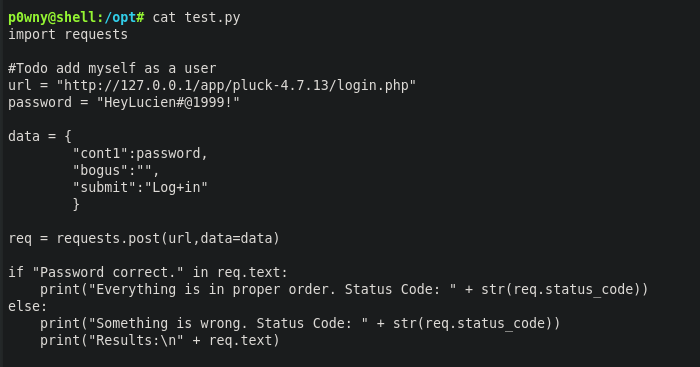 p0wny@shell:/opt# cat test.py
import requests

#Todo add myself as a user
url = "http://127.0.0.1/app/pluck-4.7.13/login.php"
password = "HeyLucien#@1999!"

data = {
        "cont1":password,
        "bogus":"",
        "submit":"Log+in"
        }

req = requests.post(url,data=data)

if "Password correct." in req.text:
    print("Everything is in proper order. Status Code: " + str(req.status_code))
else:
    print("Something is wrong. Status Code: " + str(req.status_code))
    print("Results:\n" + req.text)